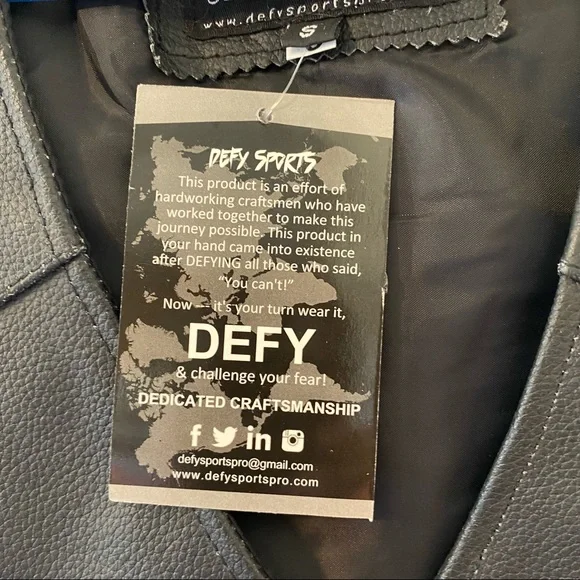 www.defysports
S
DEFY SPORTS
This product is an effort of
hardworking craftsmen who have
worked together to make this
journey possible. This product in
your hand came into existence
after DEFYING all those who said,
“You can't!”
Now — it's your turn wear it,
DEFY
& challenge your fear!
DEDICATED CRAFTSMANSHIP
f in
defysportspro@gmail.com
www.defysportspro.com